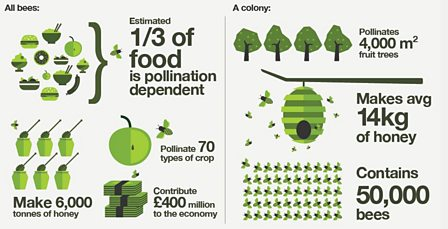 All bees:
Estimated
1/3 of
food
is pollination
dependent
Pollinate 70
types of crop
Make 6,000
tonnes of honey
Contribute
£400 million
to the economy
A colony:
Pollinates
4,000 m²
fruit trees
Makes avg
14kg
of honey
Contains
50,000
bees